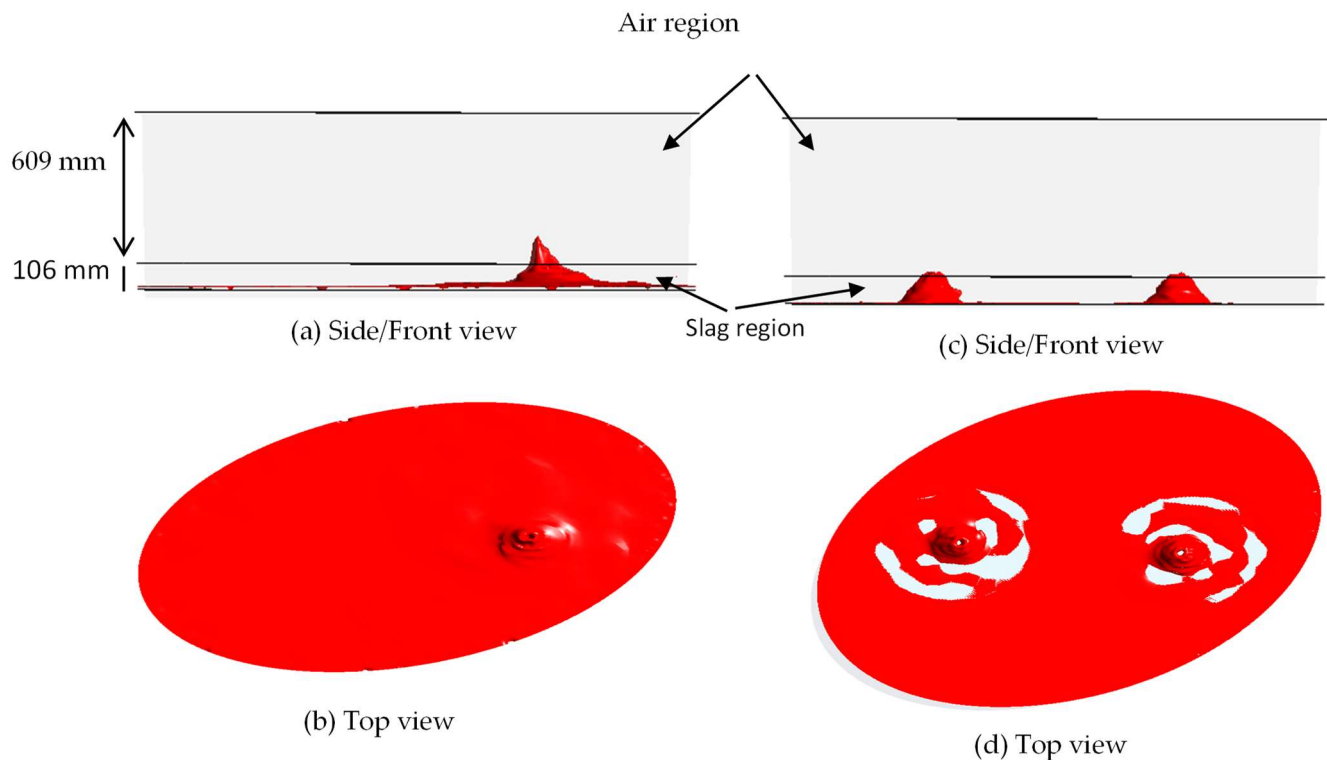 Air region
609 mm
106 mm
(a) Side/Front view
Slag region
(c) Side/Front view
(b) Top view
(d) Top view